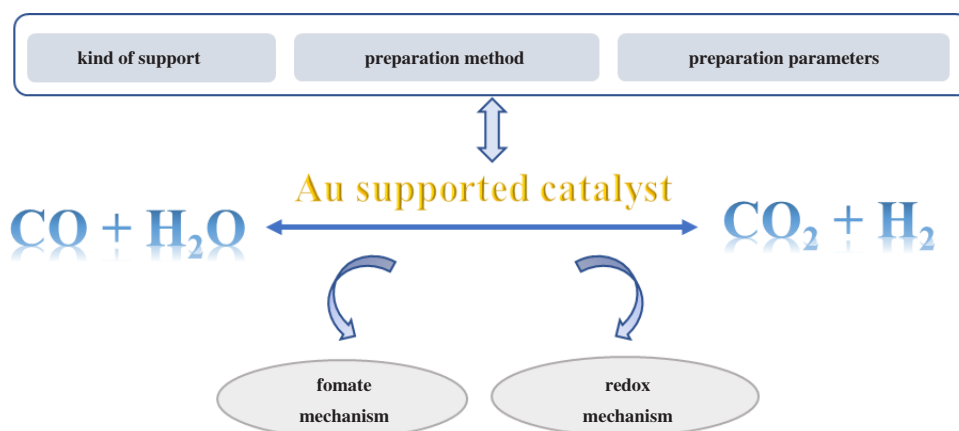 kind of support
preparation method
preparation parameters
Au supported catalyst
CO + H₂O
CO₂ + H₂
fomate
mechanism
redox
mechanism